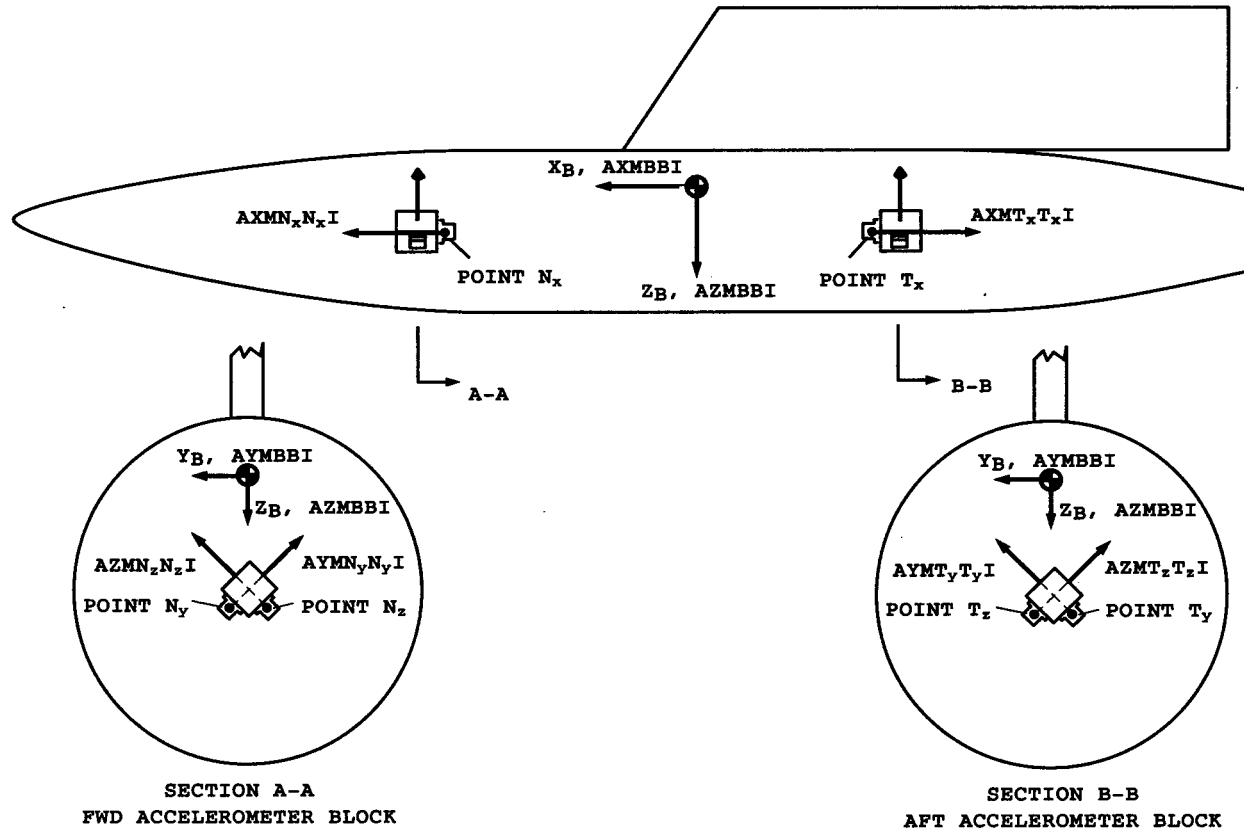 X_B, AXMBBI
AXMN_xN_xI
AXMT_xT_xI
POINT N_x
POINT T_x
Z_B, AZMBBI
A-A
B-B
Y_B, AYMBBI
Z_B, AZMBBI
AZMN_zN_zI
AYMN_yN_yI
POINT N_y
POINT N_z
SECTION A-A
FWD ACCELEROMETER BLOCK
Y_B, AYMBBI
Z_B, AZMBBI
AYMT_yT_yI
AZMT_zT_zI
POINT T_z
POINT T_y
SECTION B-B
AFT ACCELEROMETER BLOCK